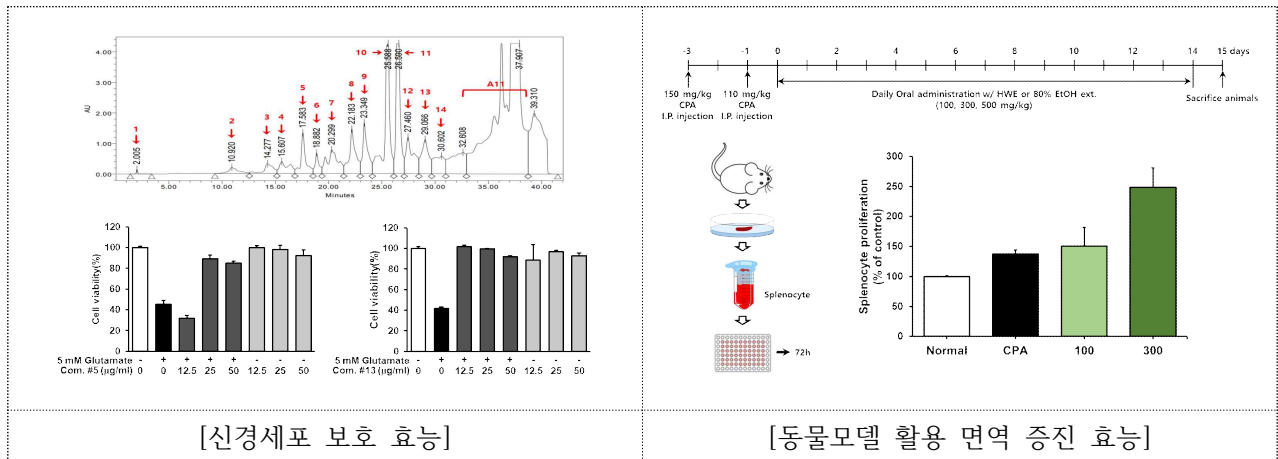 4.00
3.00
2.00
1.00
0.00
AU
1 2 3 4 5 6 7 8 9 10 11 12 13 14 A11
2.005 10.920 14.277 15.607 17.583 18.882 20.299 22.183 23.349 25.588 26.590 27.460 29.066 30.602 32.608 37.907 39.310
5.00 10.00 15.00 20.00 25.00 30.00 35.00 40.00
Minutes
Cell viability(%)
120
100
80
60
40
20
0
5 mM Glutamate - + + + + - - -
Com. #5 (μg/ml) 0 0 12.5 25 50 12.5 25 50
Cell viability(%)
120
100
80
60
40
20
0
5 mM Glutamate - + + + + - - -
Com. #13 (μg/ml) 0 0 12.5 25 50 12.5 25 50
[신경세포 보호 효능]
-3 -1 0 2 4 6 8 10 12 14 15 days
150 mg/kg
CPA
I.P. injection
110 mg/kg
CPA
I.P. injection
Daily Oral administration w/ HWE or 80% EtOH ext.
(100, 300, 500 mg/kg)
Sacrifice animals
Splenocyte
72h
Splenocyte proliferation
(% of control)
300
250
200
150
100
50
0
Normal CPA 100 300
[동물모델 활용 면역 증진 효능]